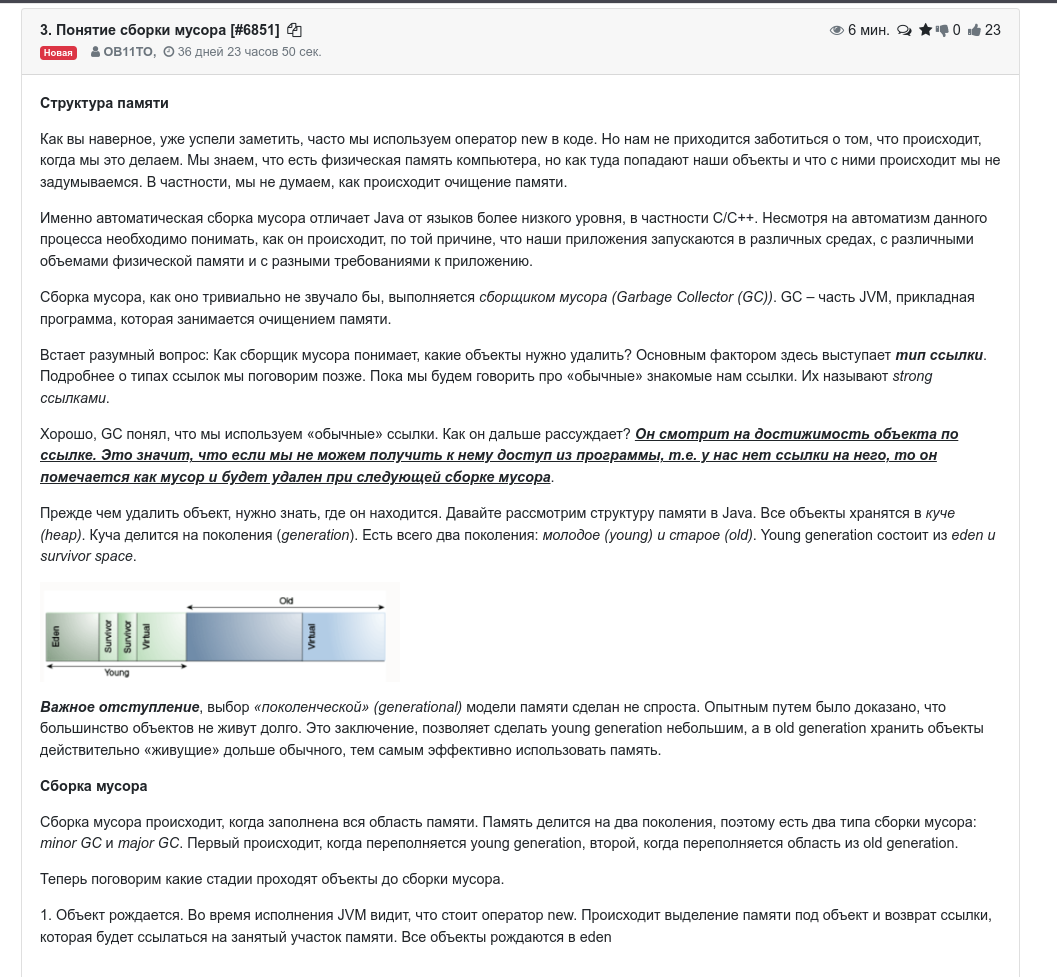 3. Понятие сборки мусора [#6851]
6 мин. 0 23
Новая OB11TO, 36 дней 23 часов 50 сек.
Структура памяти
Как вы наверное, уже успели заметить, часто мы используем оператор new в коде. Но нам не приходится заботиться о том, что происходит,
когда мы это делаем. Мы знаем, что есть физическая память компьютера, но как туда попадают наши объекты и что с ними происходит мы не
задумываемся. В частности, мы не думаем, как происходит очищение памяти.
Именно автоматическая сборка мусора отличает Java от языков более низкого уровня, в частности C/C++. Несмотря на автоматизм данного
процесса необходимо понимать, как он происходит, по той причине, что наши приложения запускаются в различных средах, с различными
объемами физической памяти и с разными требованиями к приложению.
Сборка мусора, как оно тривиально не звучало бы, выполняется сборщиком мусора (Garbage Collector (GC)). GC – часть JVM, прикладная
программа, которая занимается очищением памяти.
Встает разумный вопрос: Как сборщик мусора понимает, какие объекты нужно удалить? Основным фактором здесь выступает тип ссылки.
Подробнее о типах ссылок мы поговорим позже. Пока мы будем говорить про «обычные» знакомые нам ссылки. Их называют strong
ссылками.
Хорошо, GC понял, что мы используем «обычные» ссылки. Как он дальше рассуждает? Он смотрит на достижимость объекта по
ссылке. Это значит, что если мы не можем получить к нему доступ из программы, т.е. у нас нет ссылки на него, то он
помечается как мусор и будет удален при следующей сборке мусора.
Прежде чем удалить объект, нужно знать, где он находится. Давайте рассмотрим структуру памяти в Java. Все объекты хранятся в куче
(heap). Куча делится на поколения (generation). Есть всего два поколения: молодое (young) и старое (old). Young generation состоит из eden и
survivor space.
Old
Eden
Survivor
Survivor
Virtual
Virtual
Young
Важное отступление, выбор «поколенческой» (generational) модели памяти сделан не спроста. Опытным путем было доказано, что
большинство объектов не живут долго. Это заключение, позволяет сделать young generation небольшим, а в old generation хранить объекты
действительно «живущие» дольше обычного, тем самым эффективно использовать память.
Сборка мусора
Сборка мусора происходит, когда заполнена вся область памяти. Память делится на два поколения, поэтому есть два типа сборки мусора:
minor GC и major GC. Первый происходит, когда переполняется young generation, второй, когда переполняется область из old generation.
Теперь поговорим какие стадии проходят объекты до сборки мусора.
1. Объект рождается. Во время исполнения JVM видит, что стоит оператор new. Происходит выделение памяти под объект и возврат ссылки,
которая будет ссылаться на занятый участок памяти. Все объекты рождаются в eden